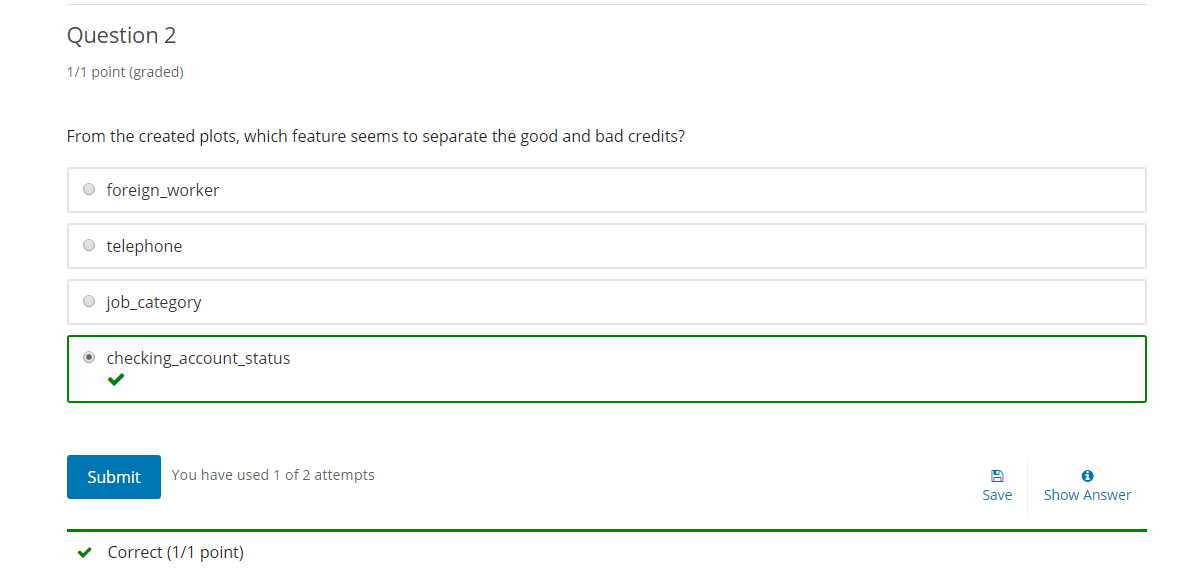 Question 2
1/1 point (graded)
From the created plots, which feature seems to separate the good and bad credits?
foreign_worker
telephone
job_category
checking_account_status
Submit
You have used 1 of 2 attempts
Save
Show Answer
Correct (1/1 point)